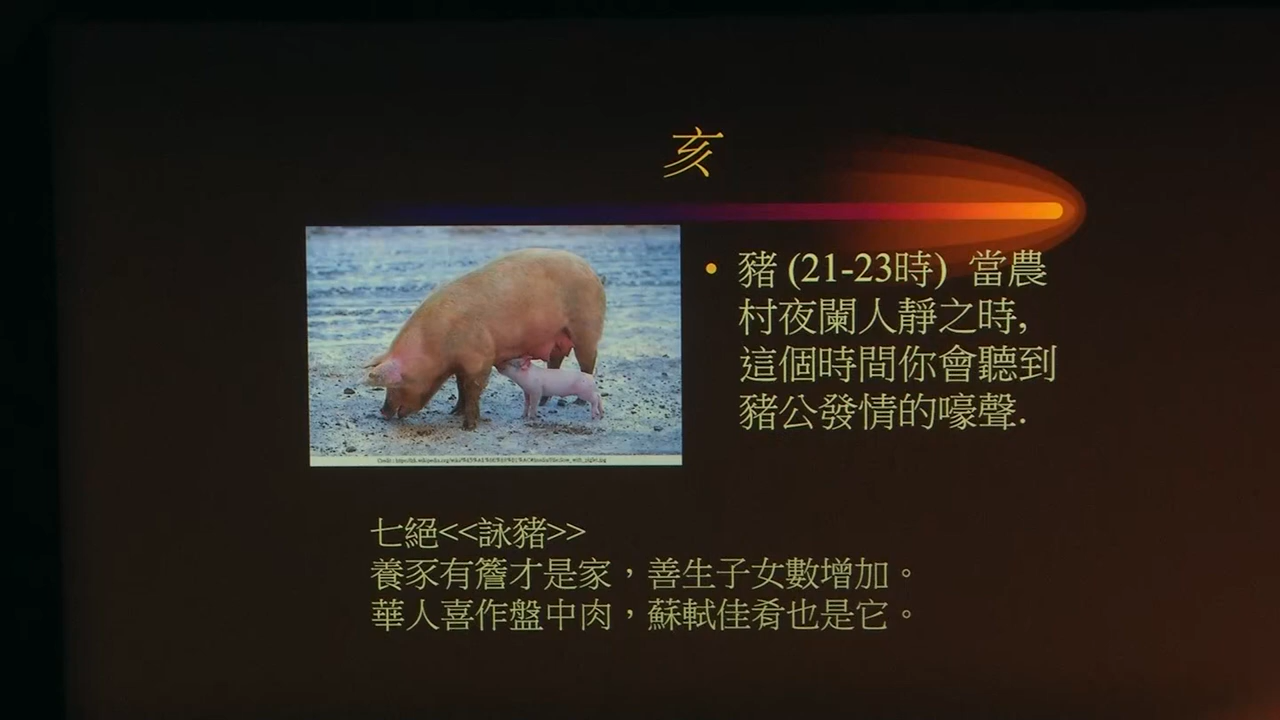 亥
豬 (21-23時)  當農
村夜闌人靜之時,
這個時間你會聽到
豬公發情的嚎聲.
七絕<<詠豬>>
養豕有簷才是家，善生子女數增加。
華人喜作盤中肉，蘇軾佳肴也是它。